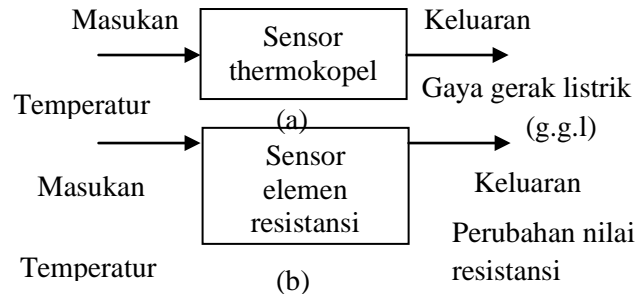 Masukan
Sensor
thermokopel
Keluaran
Temperatur
Gaya gerak listrik
(g.g.l)
(a)
Masukan
Sensor
elemen
resistansi
Keluaran
Temperatur
Perubahan nilai
resistansi
(b)